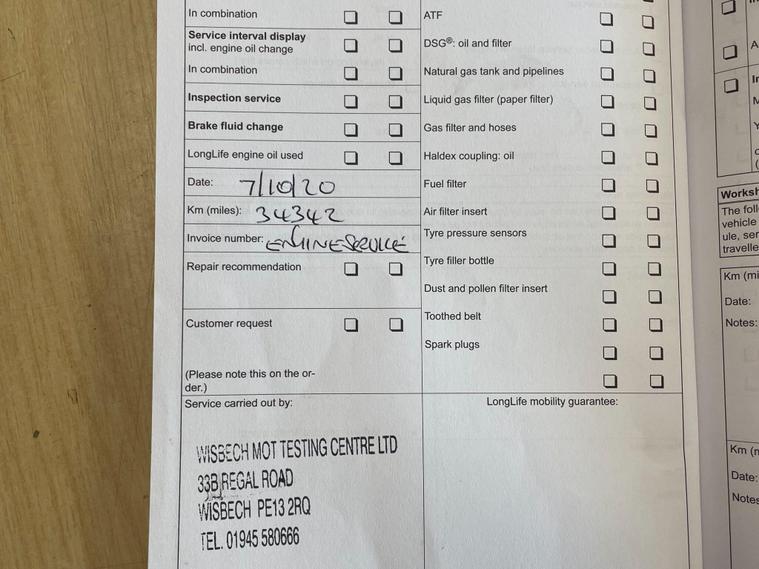 In combination
Service interval display
incl. engine oil change
In combination
Inspection service
Brake fluid change
LongLife engine oil used
Date: 7/10/20
Km (miles): 34342
Invoice number: ENGINE SERVICE
Repair recommendation
Customer request
(Please note this on the or-
der.)
Service carried out by:
WISBECH MOT TESTING CENTRE LTD
33B REGAL ROAD
WISBECH PE13 2RQ
TEL. 01945 580666
ATF
DSG®: oil and filter
Natural gas tank and pipelines
Liquid gas filter (paper filter)
Gas filter and hoses
Haldex coupling: oil
Fuel filter
Air filter insert
Tyre pressure sensors
Tyre filler bottle
Dust and pollen filter insert
Toothed belt
Spark plugs
LongLife mobility guarantee:
The foll
vehicle
ule, ser
travelle
Km (mi
Date:
Notes:
Km (m
Date:
Notes